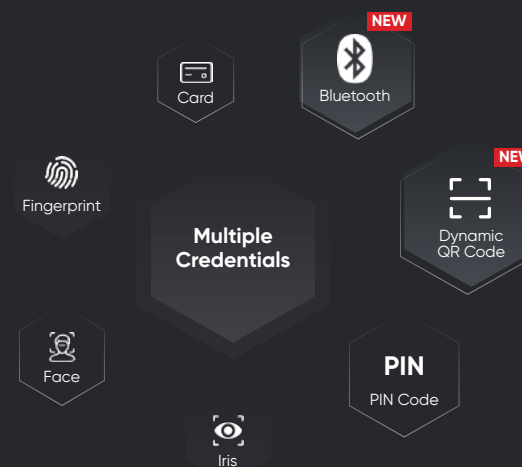 NEW
Bluetooth
Card
NEW
Fingerprint
Dynamic
QR Code
Multiple
Credentials
Face
PIN
PIN Code
Iris